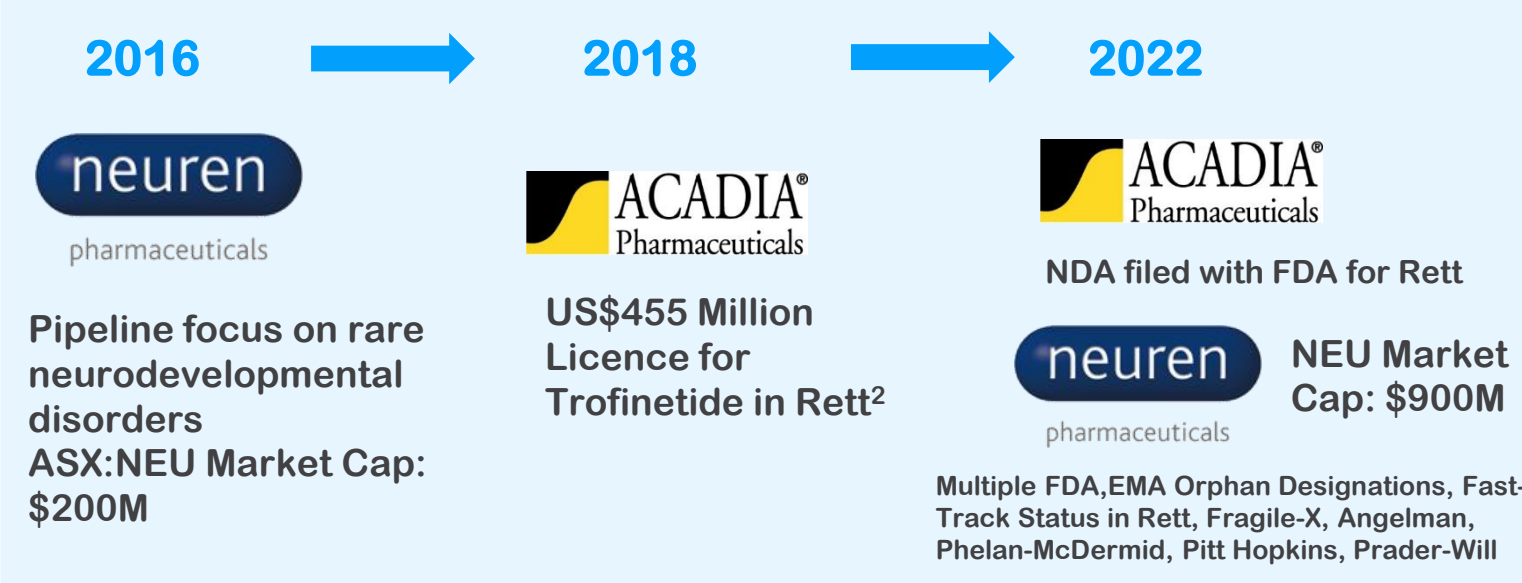 2016
2018
2022
neuren
pharmaceuticals
Pipeline focus on rare
neurodevelopmental
disorders
ASX:NEU Market Cap:
$200M
ACADIA®
Pharmaceuticals
US$455 Million
Licence for
Trofinetide in Rett²
ACADIA®
Pharmaceuticals
NDA filed with FDA for Rett
neuren
pharmaceuticals
NEU Market
Cap: $900M
Multiple FDA,EMA Orphan Designations, Fast-
Track Status in Rett, Fragile-X, Angelman,
Phelan-McDermid, Pitt Hopkins, Prader-Will